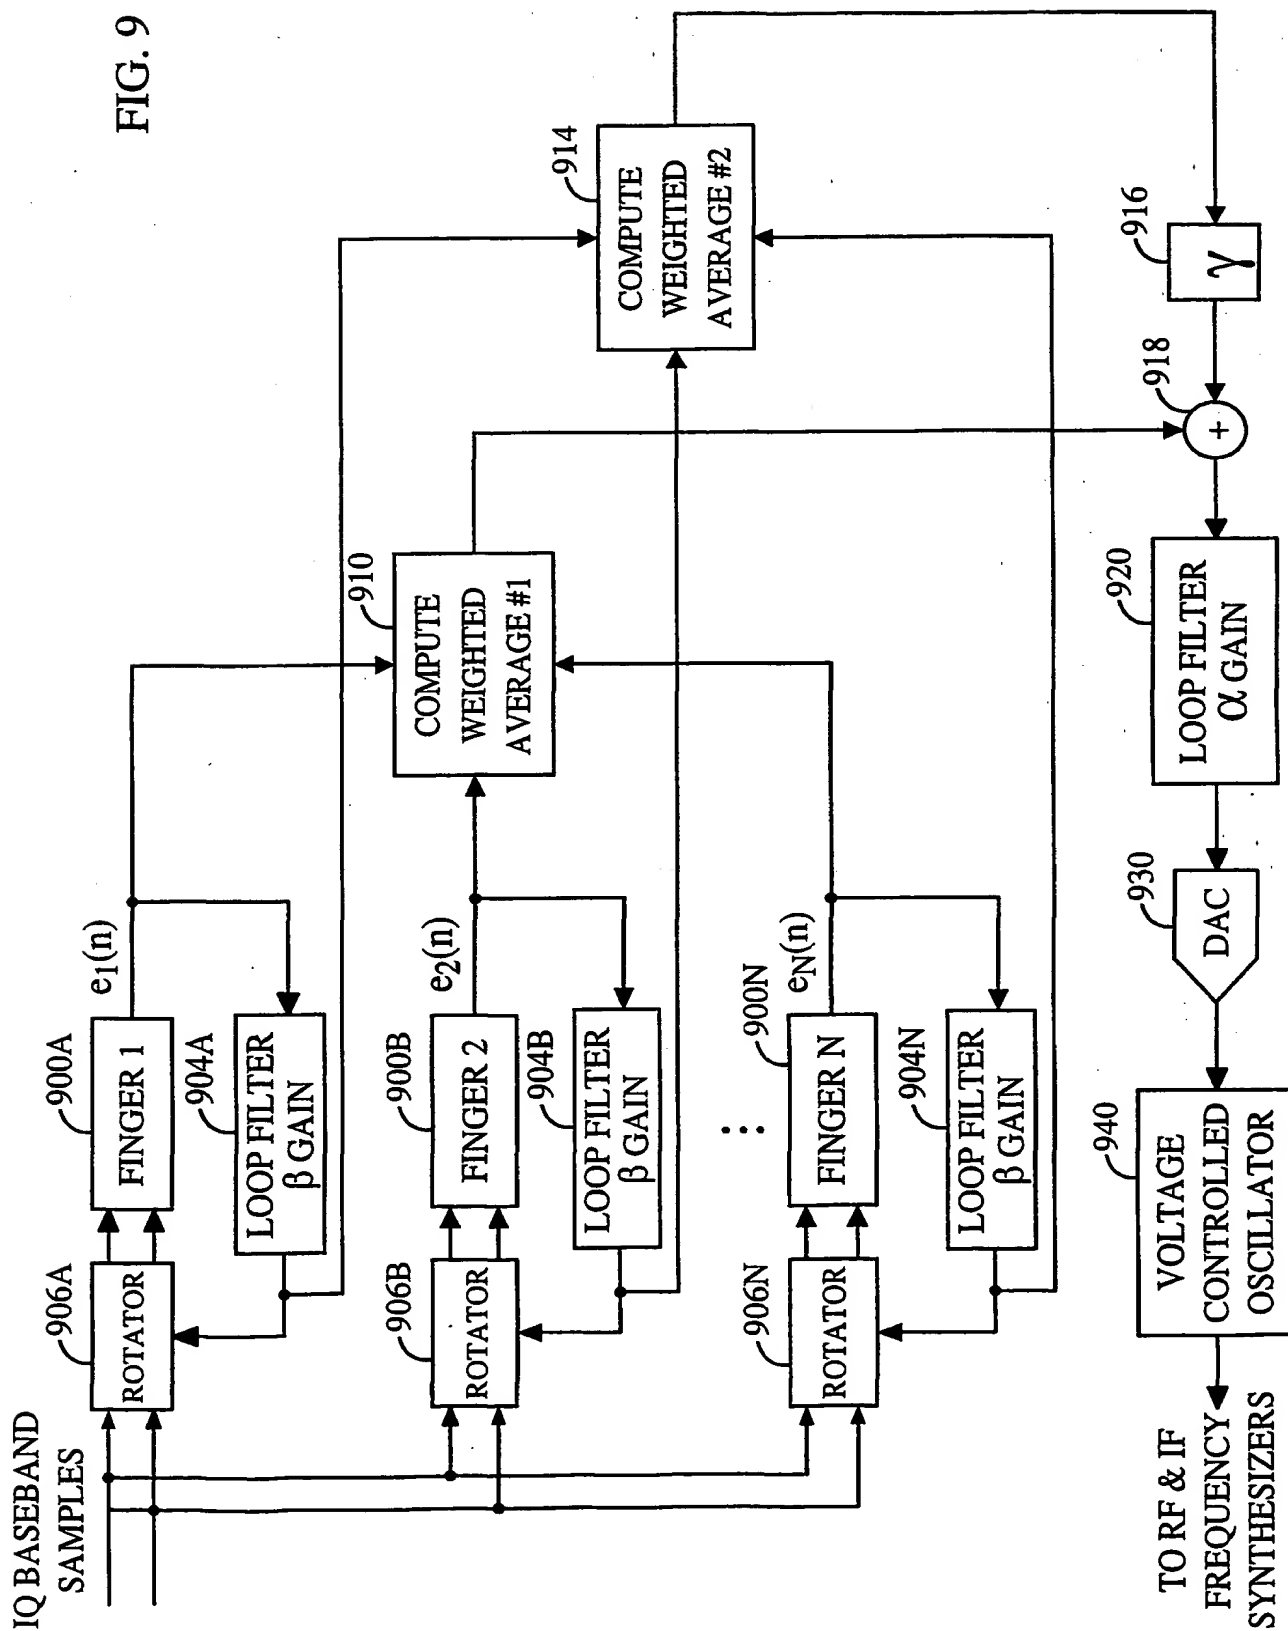 FIG. 9
IQ BASEBAND
SAMPLES
906A
ROTATOR
900A
FINGER 1
e1(n)
904A
LOOP FILTER
β GAIN
906B
ROTATOR
900B
FINGER 2
e2(n)
904B
LOOP FILTER
β GAIN
906N
ROTATOR
900N
FINGER N
eN(n)
904N
LOOP FILTER
β GAIN
910
COMPUTE
WEIGHTED
AVERAGE #1
914
COMPUTE
WEIGHTED
AVERAGE #2
916
γ
918
+
920
LOOP FILTER
α GAIN
930
DAC
940
VOLTAGE
CONTROLLED
OSCILLATOR
TO RF & IF
FREQUENCY
SYNTHESIZERS